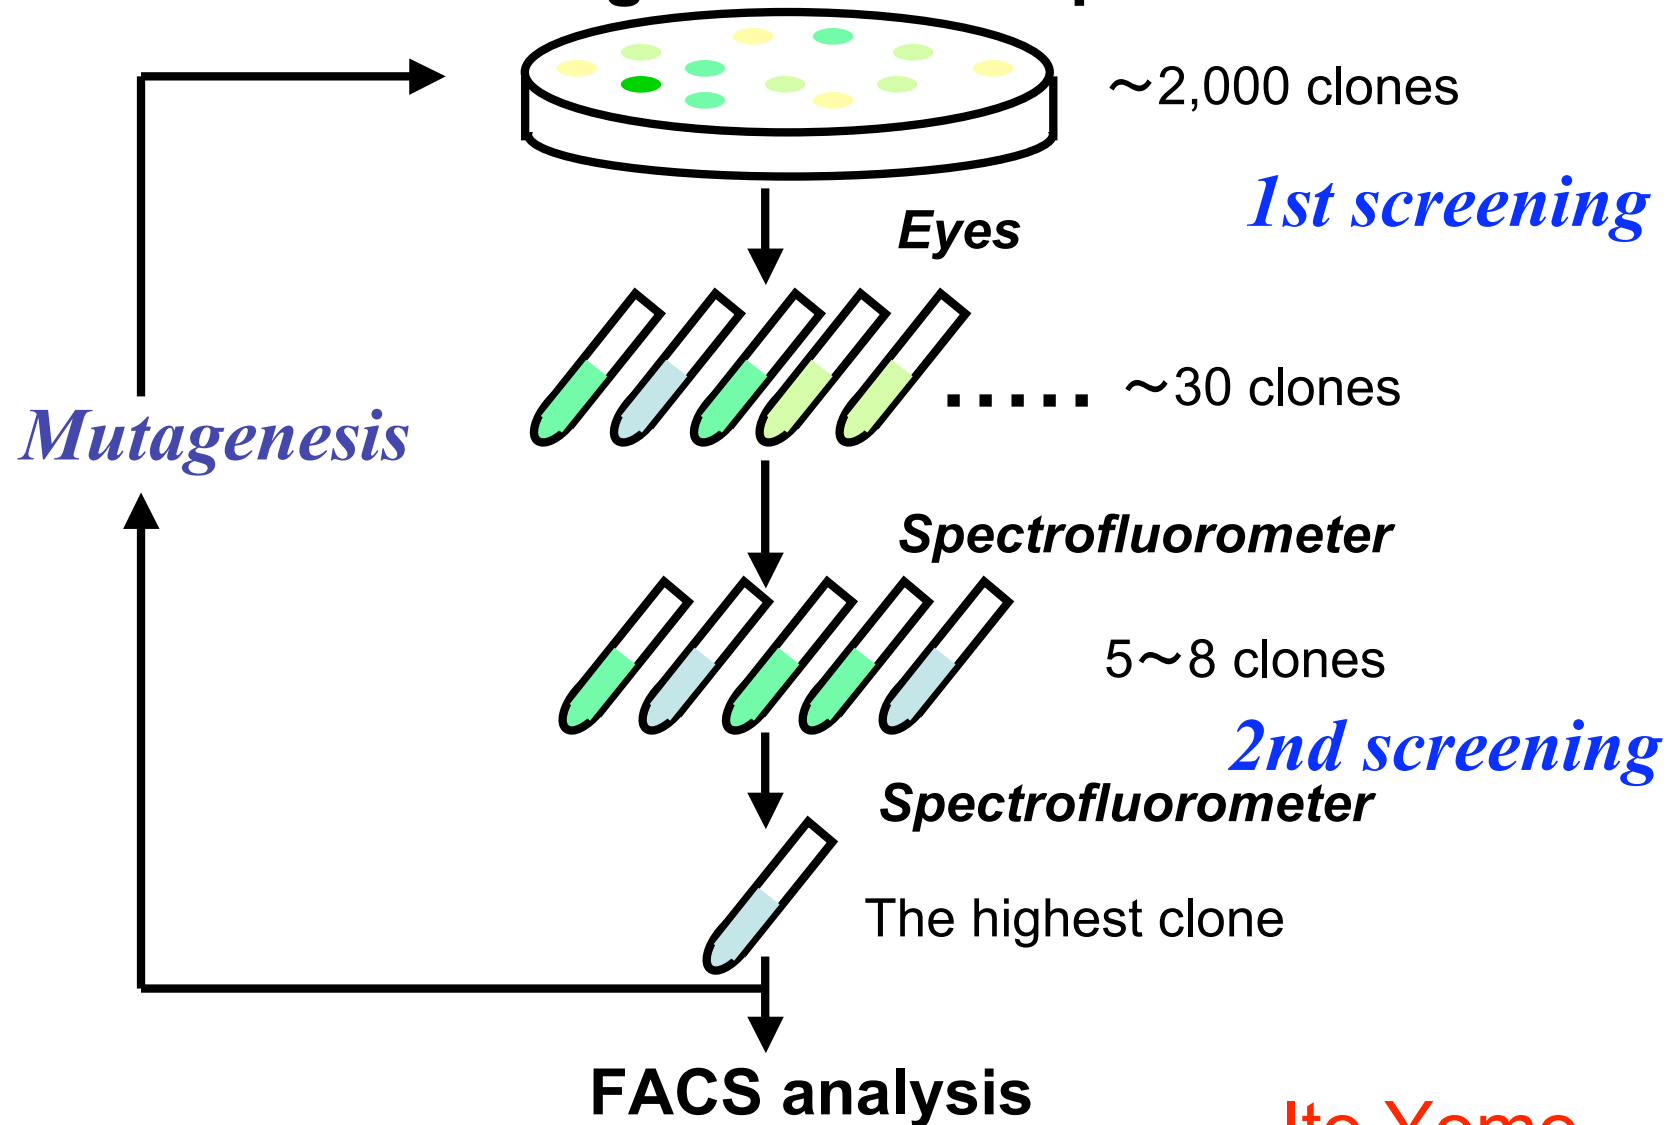 ～2,000 clones
1st screening
Eyes
..... ～30 clones
Mutagenesis
Spectrofluorometer
5～8 clones
2nd screening
Spectrofluorometer
The highest clone
FACS analysis